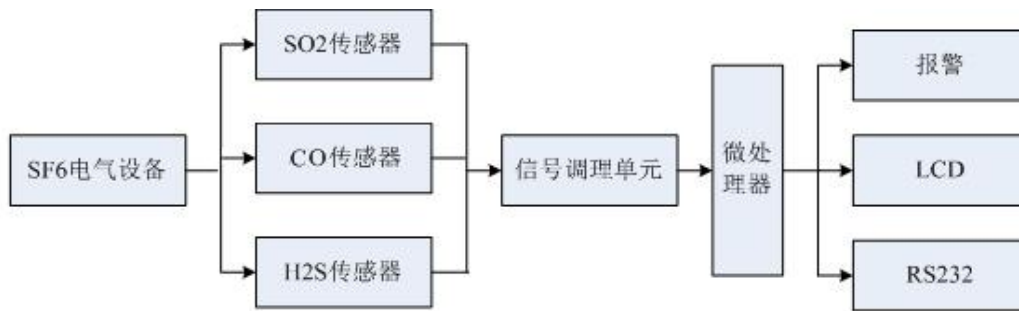 SF6电气设备
SO2传感器
CO传感器
H2S传感器
信号调理单元
微处
理器
报警
LCD
RS232